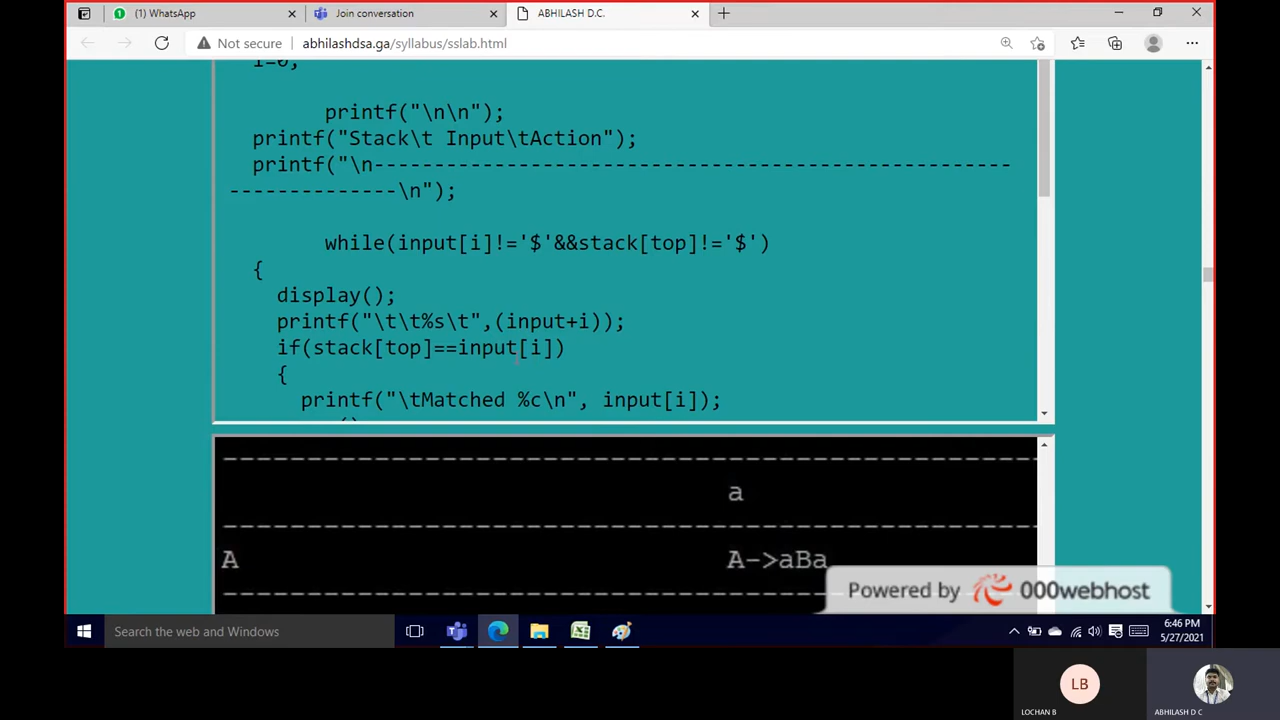 (1) WhatsApp
Join conversation
ABHILASH D.C.
Not secure
abhilashdsa.ga/syllabus/sslab.html
i=0;
printf("\n\n");
printf("Stack\t Input\tAction");
printf("\n-----------------------------------------------------
--------------\n");
while(input[i]!='$'&&stack[top]!='$')
{
display();
printf("\t\t%s\t",(input+i));
if(stack[top]==input[i])
{
printf("\tMatched %c\n", input[i]);
------------------------------------------------
a
------------------------------------------------
A A->aBa
------------------------------------------------
Powered by 000webhost
Search the web and Windows
6:46 PM
5/27/2021
LB
LOCHAN B
ABHILASH D C